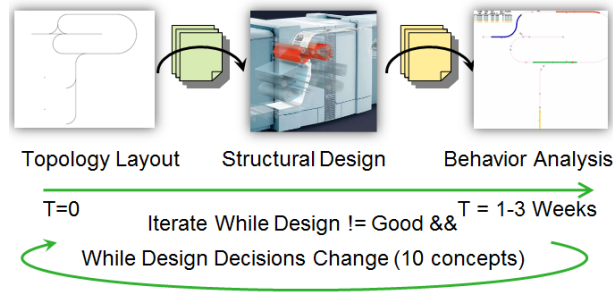 Topology Layout
Structural Design
Behavior Analysis
T=0
T = 1-3 Weeks
Iterate While Design != Good &&
While Design Decisions Change (10 concepts)